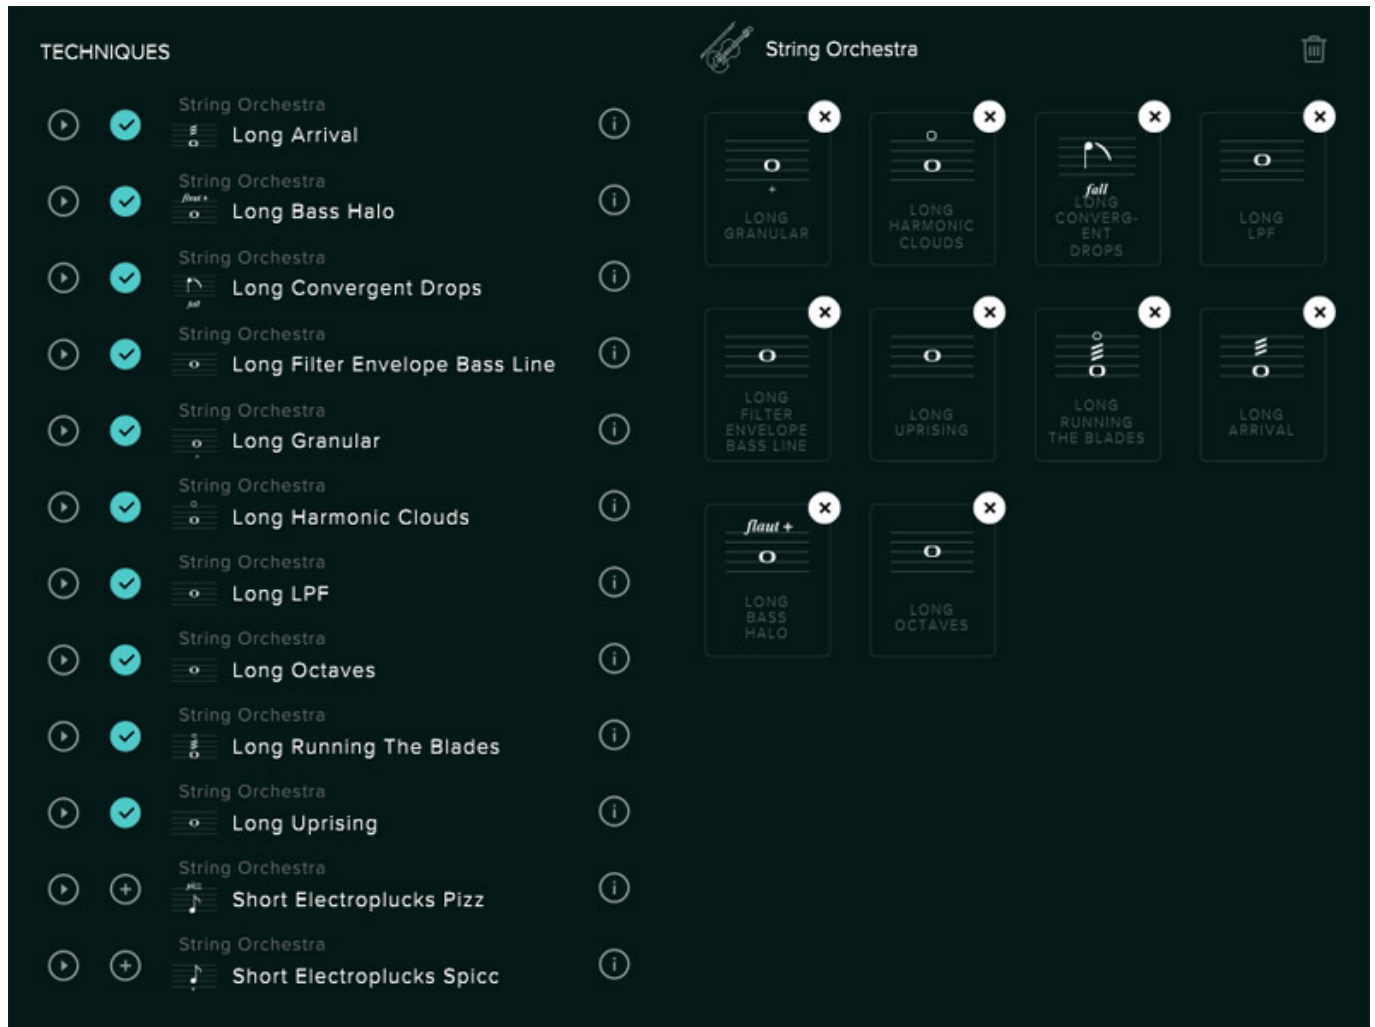 TECHNIQUES
String Orchestra
Long Arrival
String Orchestra
flaut +
Long Bass Halo
String Orchestra
fall
Long Convergent Drops
String Orchestra
Long Filter Envelope Bass Line
String Orchestra
Long Granular
String Orchestra
Long Harmonic Clouds
String Orchestra
Long LPF
String Orchestra
Long Octaves
String Orchestra
Long Running The Blades
String Orchestra
Long Uprising
String Orchestra
pizz
Short Electroplucks Pizz
String Orchestra
Short Electroplucks Spicc
String Orchestra
+
LONG
GRANULAR
LONG
HARMONIC
CLOUDS
fall
LONG
CONVERG-
ENT
DROPS
LONG
LPF
LONG
FILTER
ENVELOPE
BASS LINE
LONG
UPRISING
LONG
RUNNING
THE BLADES
LONG
ARRIVAL
flaut +
LONG
BASS
HALO
LONG
OCTAVES